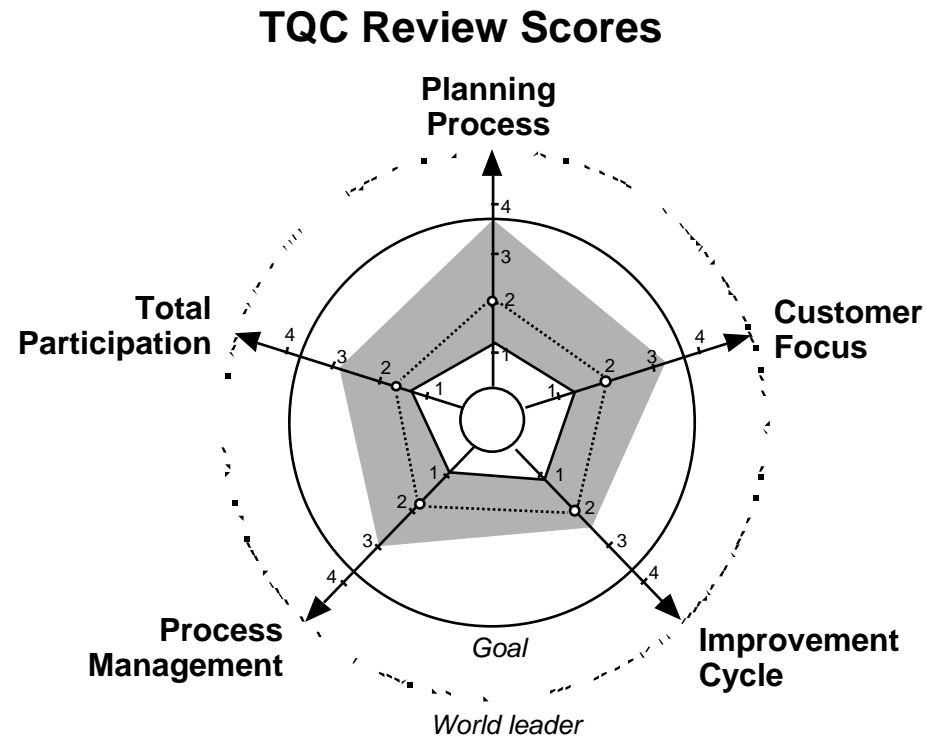 TQC Review Scores
Planning
Process
4
3
2
1
Total
Participation
4
3
2
1
Customer
Focus
4
3
2
1
1
2
3
4
1
2
3
4
Process
Management
Improvement
Cycle
Goal
World leader